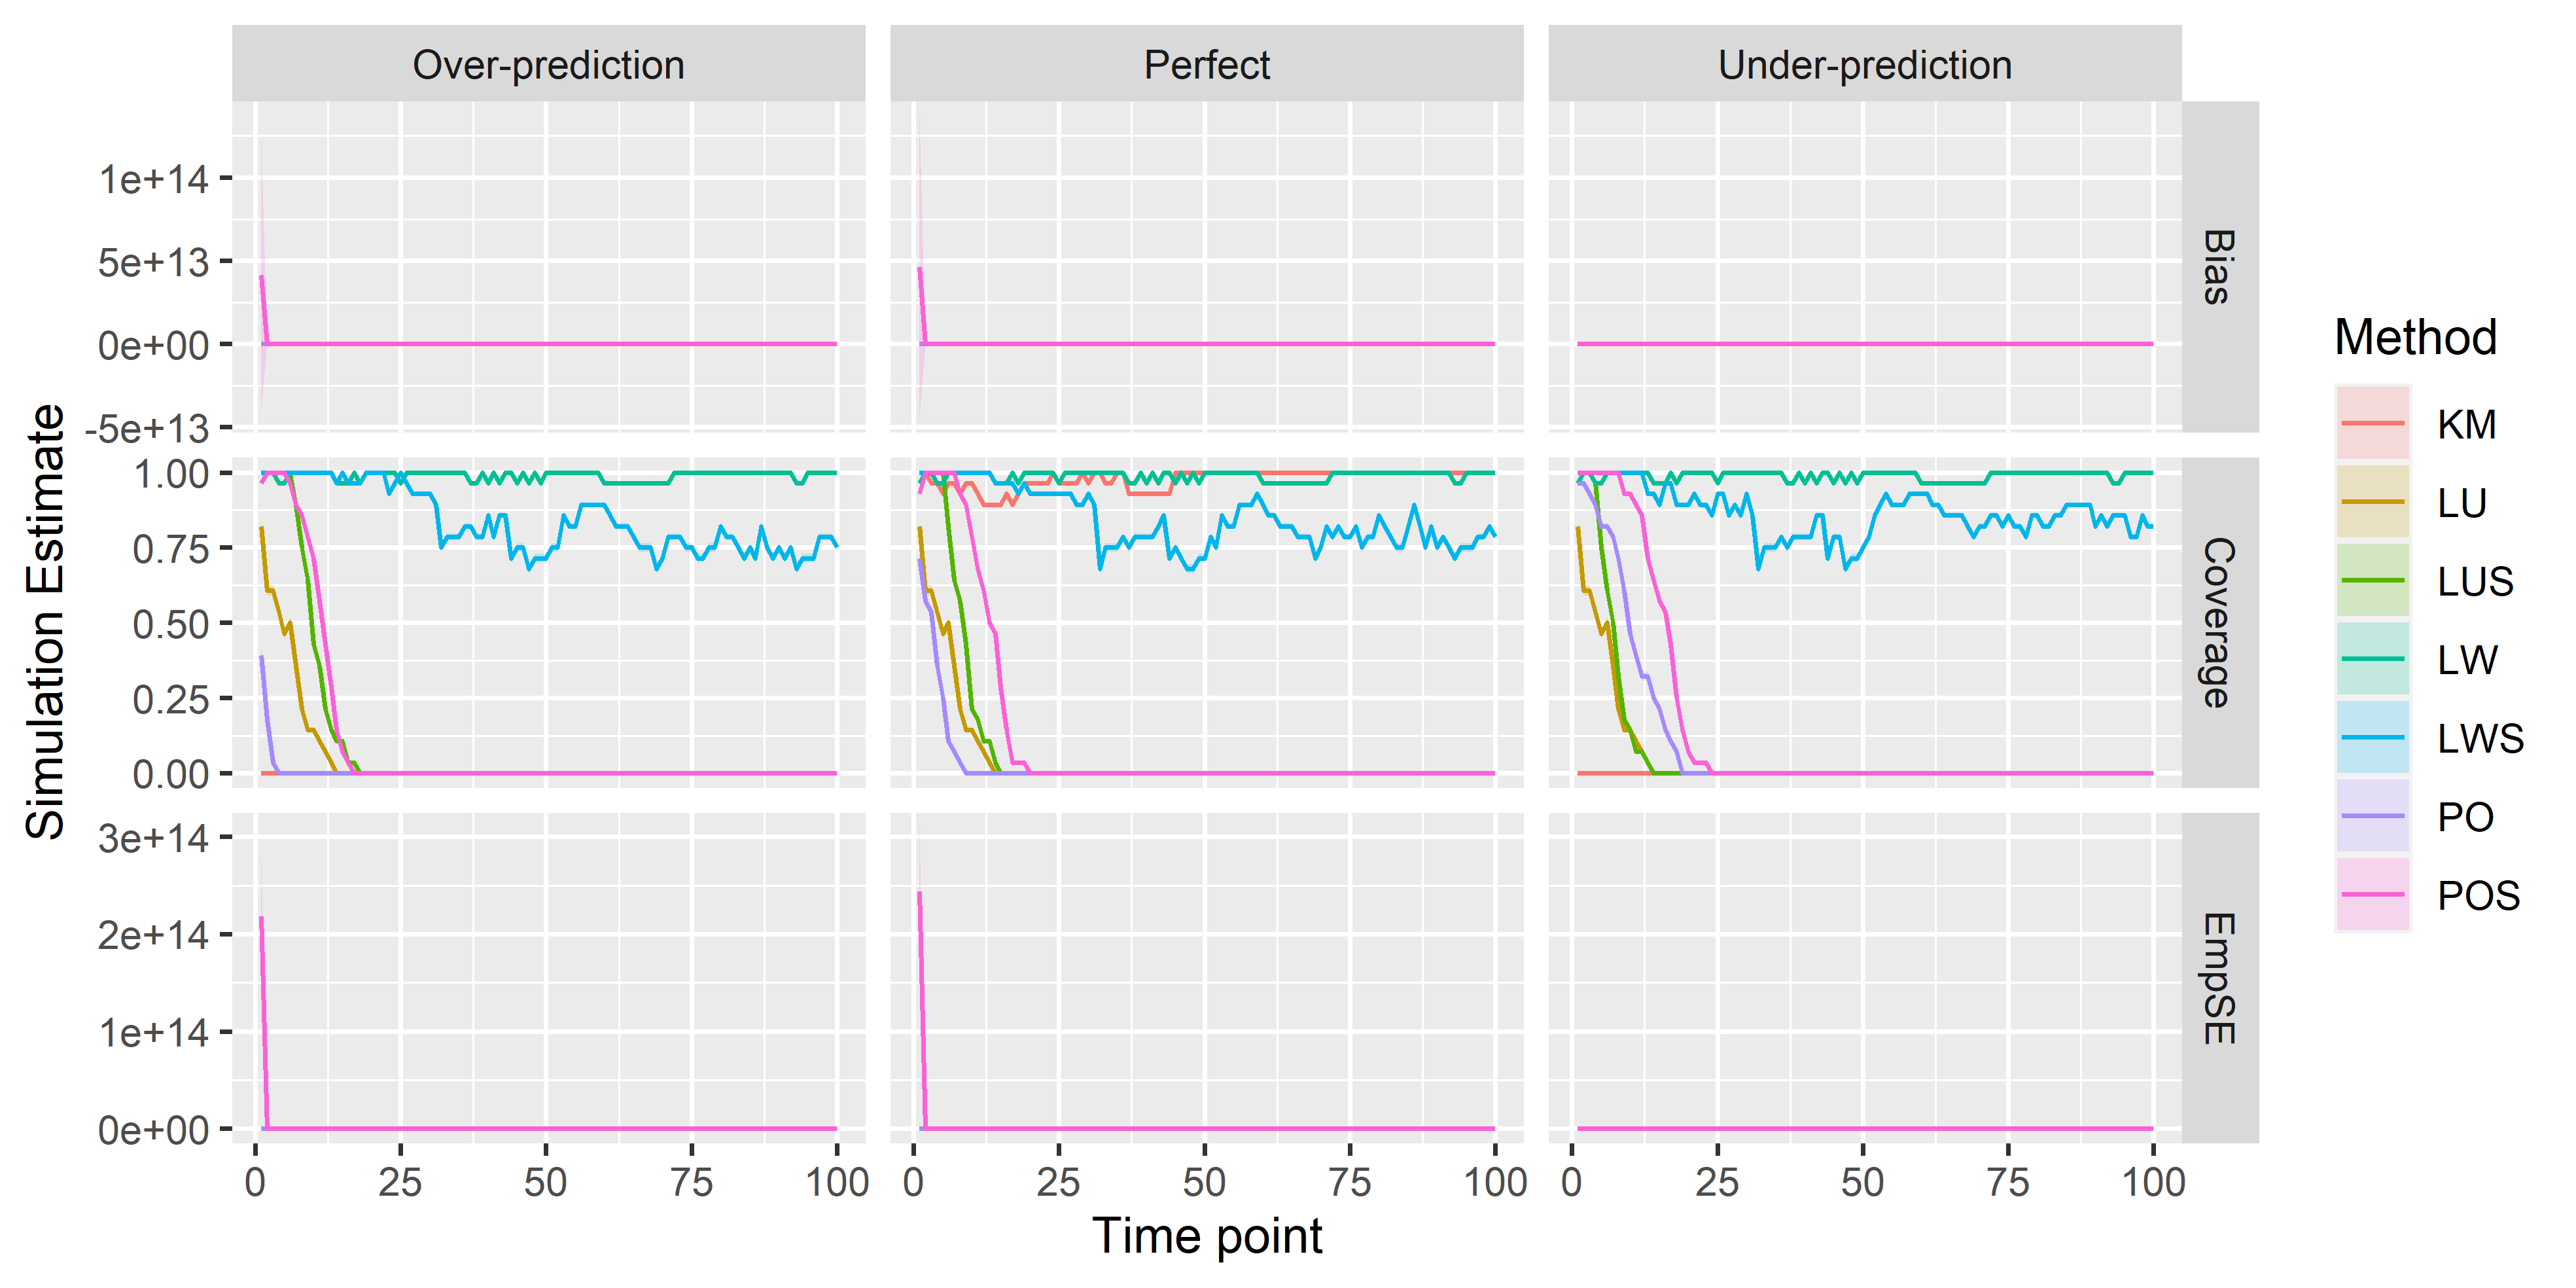 Over-prediction
Perfect
Under-prediction
Simulation Estimate
1e+14
5e+13
0e+00
-5e+13
Bias
1.00
0.75
0.50
0.25
0.00
Coverage
3e+14
2e+14
1e+14
0e+00
EmpSE
0 25 50 75 100
0 25 50 75 100
0 25 50 75 100
Time point
Method
KM
LU
LUS
LW
LWS
PO
POS